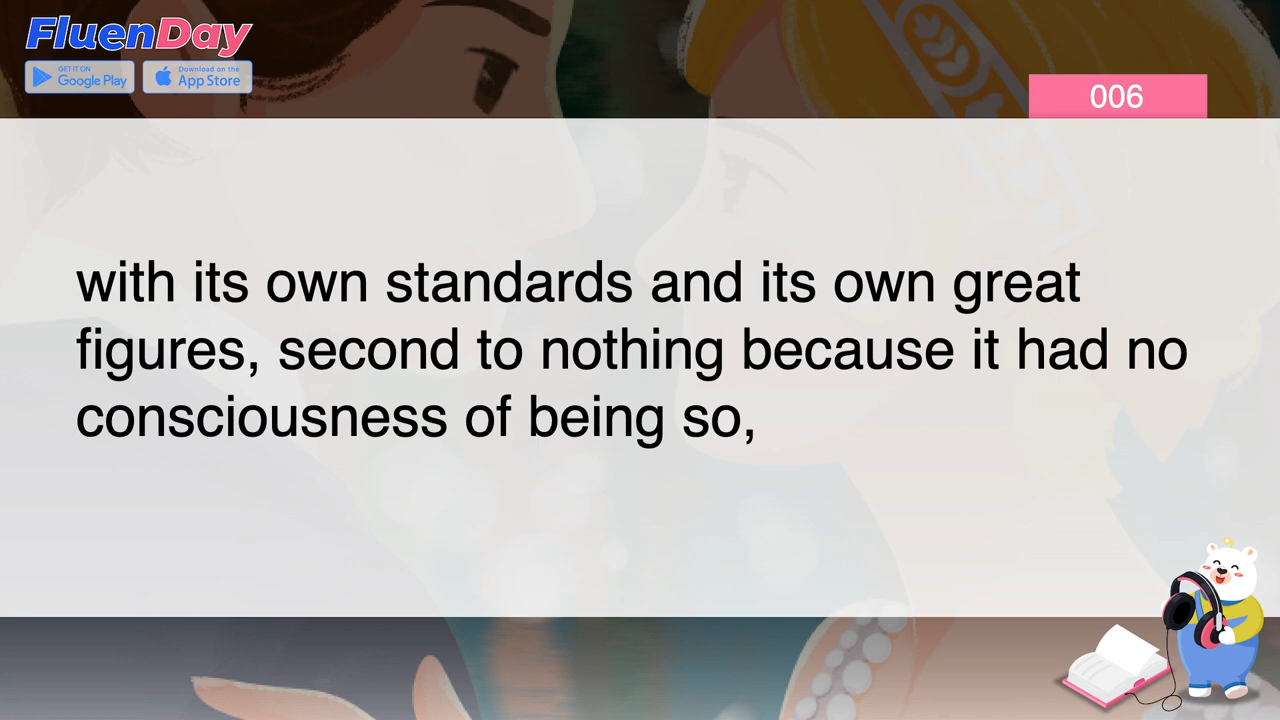 FluenDay
GET IT ON
Google Play
Download on the
App Store
006
with its own standards and its own great
figures, second to nothing because it had no
consciousness of being so,